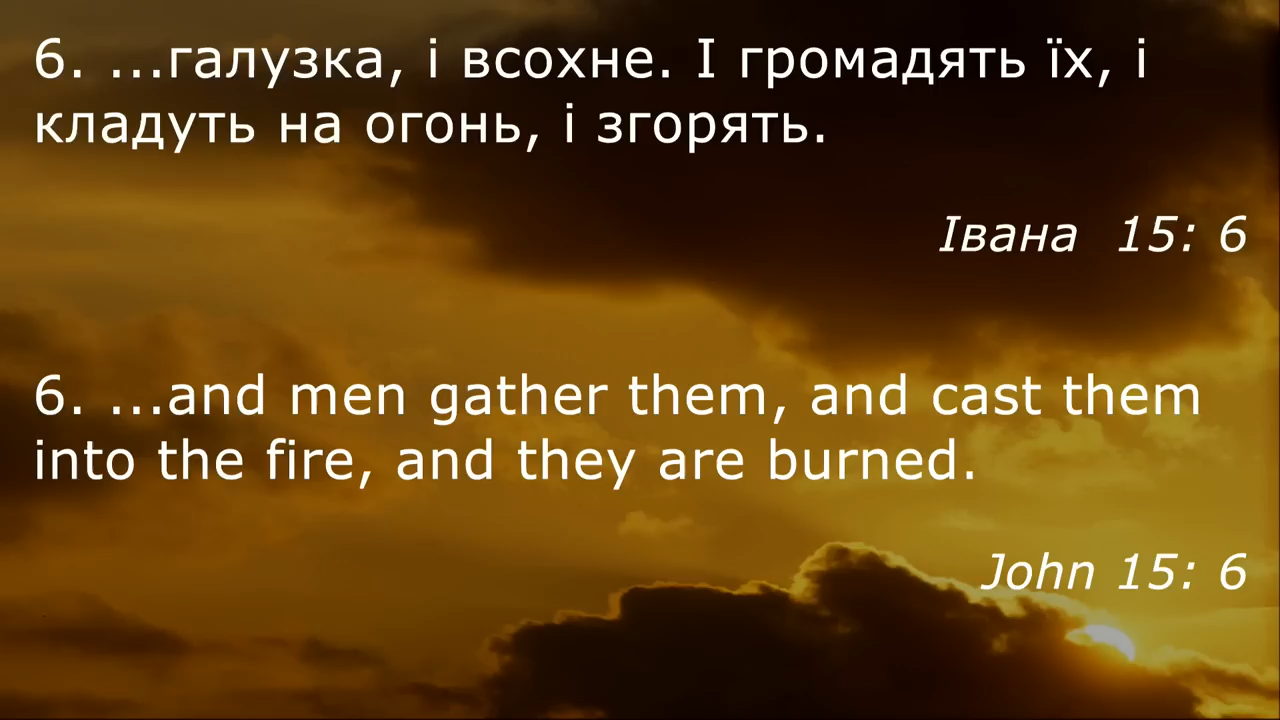 6. ...галузка, і всохне. І громадять їх, і
кладуть на огонь, і згорять.
Івана  15: 6
6. ...and men gather them, and cast them
into the fire, and they are burned.
John 15: 6